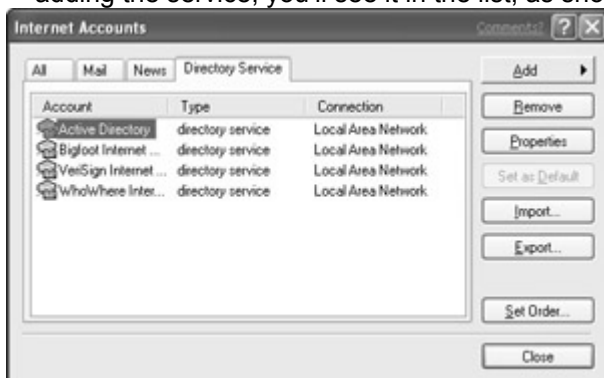 adding the service, you'll see it in the list, as sho
Internet Accounts Comments? ? X
All Mail News Directory Service
Account Type Connection
Active Directory directory service Local Area Network
Bigfoot Internet ... directory service Local Area Network
VeriSign Internet ... directory service Local Area Network
WhoWhere Inter... directory service Local Area Network
Add
Remove
Properties
Set as Default
Import...
Export...
Set Order...
Close